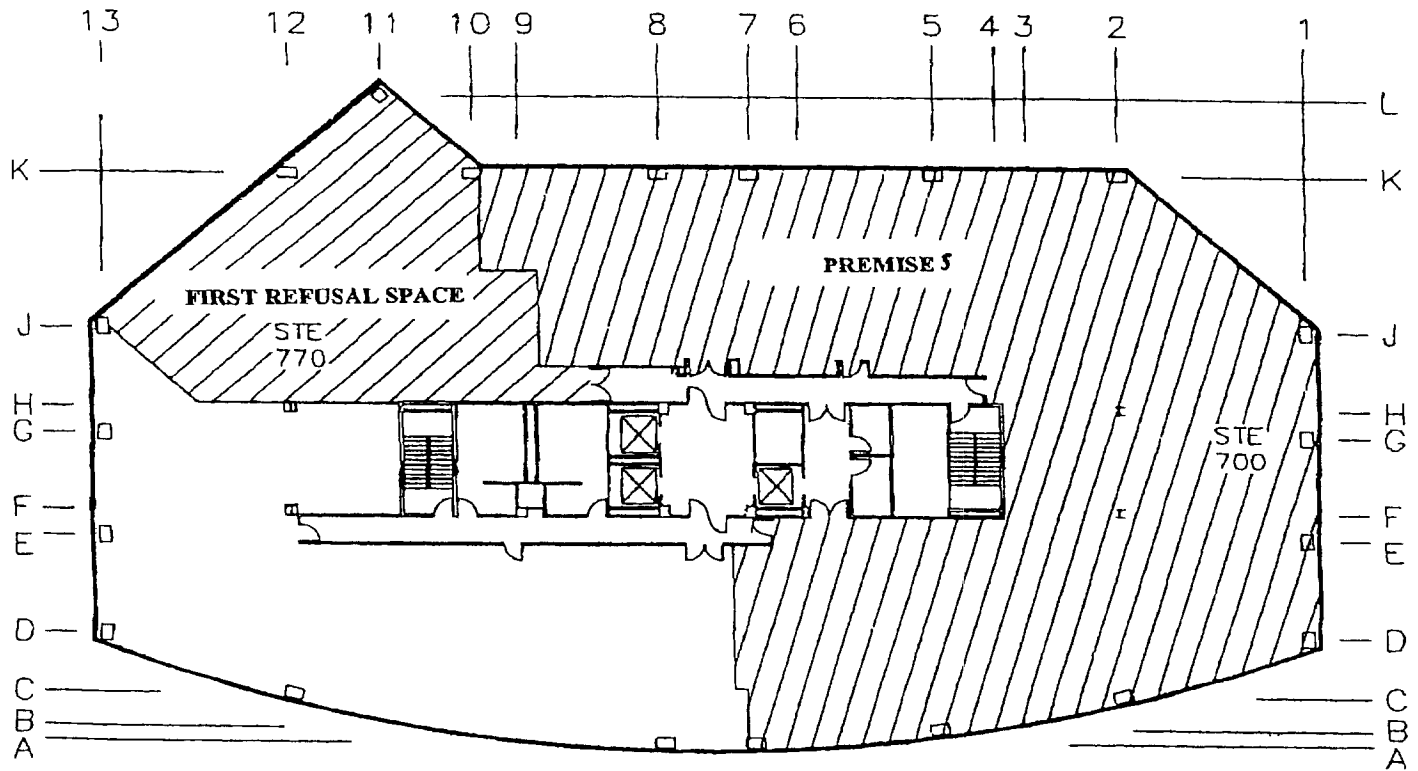 13 12 11 10 9 8 7 6 5 4 3 2 1
L
K K
PREMISE 5
FIRST REFUSAL SPACE
STE
770
J J
H H
G G
STE
700
F F
E E
D D
C C
B B
A A